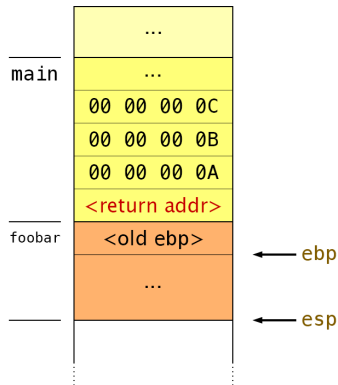 ...
main
...
00 00 00 0C
00 00 00 0B
00 00 00 0A
<return addr>
foobar
<old ebp>
ebp
...
esp